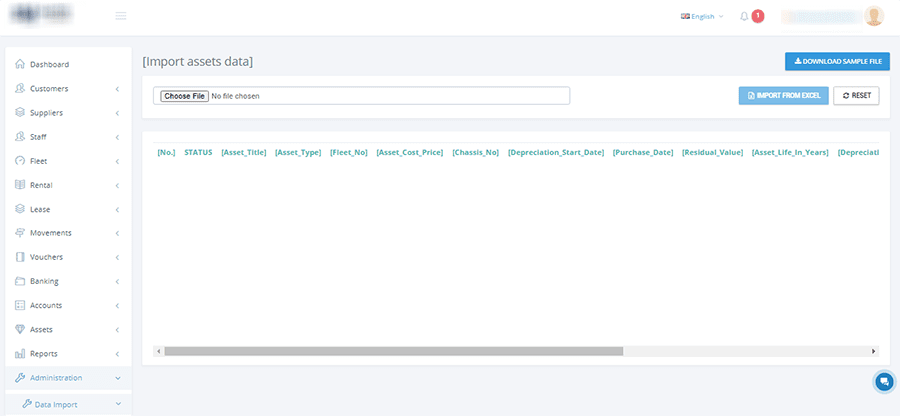 English
1
Dashboard
Customers
Suppliers
Staff
Fleet
Rental
Lease
Movements
Vouchers
Banking
Accounts
Assets
Reports
Administration
Data Import
[Import assets data]
DOWNLOAD SAMPLE FILE
Choose File No file chosen
IMPORT FROM EXCEL
RESET
[No.] STATUS [Asset_Title] [Asset_Type] [Fleet_No] [Asset_Cost_Price] [Chassis_No] [Depreciation_Start_Date] [Purchase_Date] [Residual_Value] [Asset_Life_In_Years] [Depreciati